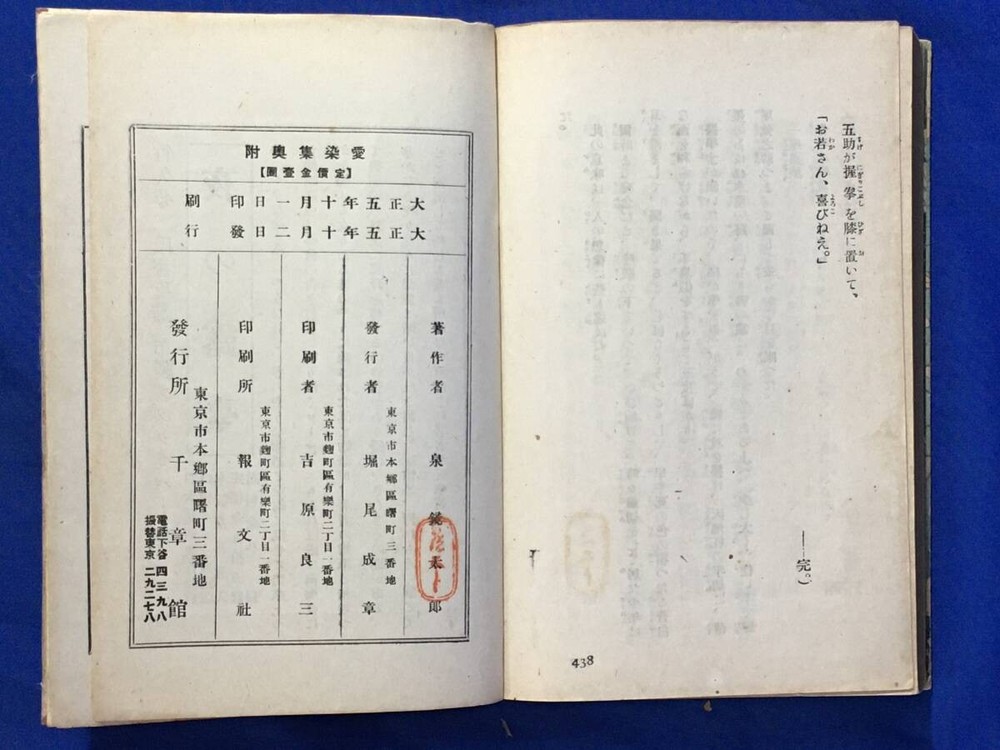 五助が握拳を膝に置いて、
「お若さん、喜びねえ。」
――完。)
438
愛染集奥附
【定價金壹圓】
大正五年十月一日印刷
大正五年十月二日發行
著作者 泉鏡太郎
發行者 東京市本郷區曙町三番地 堀尾成章
印刷者 東京市麹町區有樂町二丁目一番地 吉原良三
印刷所 東京市麹町區有樂町二丁目一番地 報文社
發行所 東京市本郷區曙町三番地 千章館
電話下谷四三九八
振替東京二九二七八